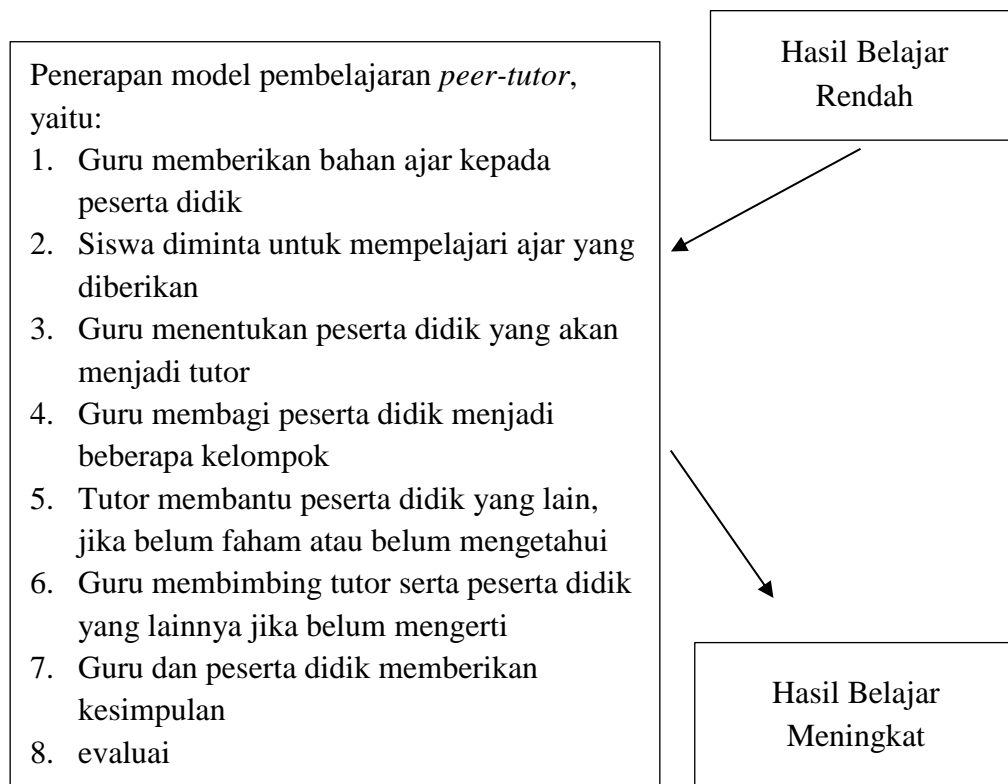 Hasil Belajar
Rendah
Penerapan model pembelajaran peer-tutor,
yaitu:
1. Guru memberikan bahan ajar kepada
peserta didik
2. Siswa diminta untuk mempelajari ajar yang
diberikan
3. Guru menentukan peserta didik yang akan
menjadi tutor
4. Guru membagi peserta didik menjadi
beberapa kelompok
5. Tutor membantu peserta didik yang lain,
jika belum faham atau belum mengetahui
6. Guru membimbing tutor serta peserta didik
yang lainnya jika belum mengerti
7. Guru dan peserta didik memberikan
kesimpulan
8. evaluai
Hasil Belajar
Meningkat